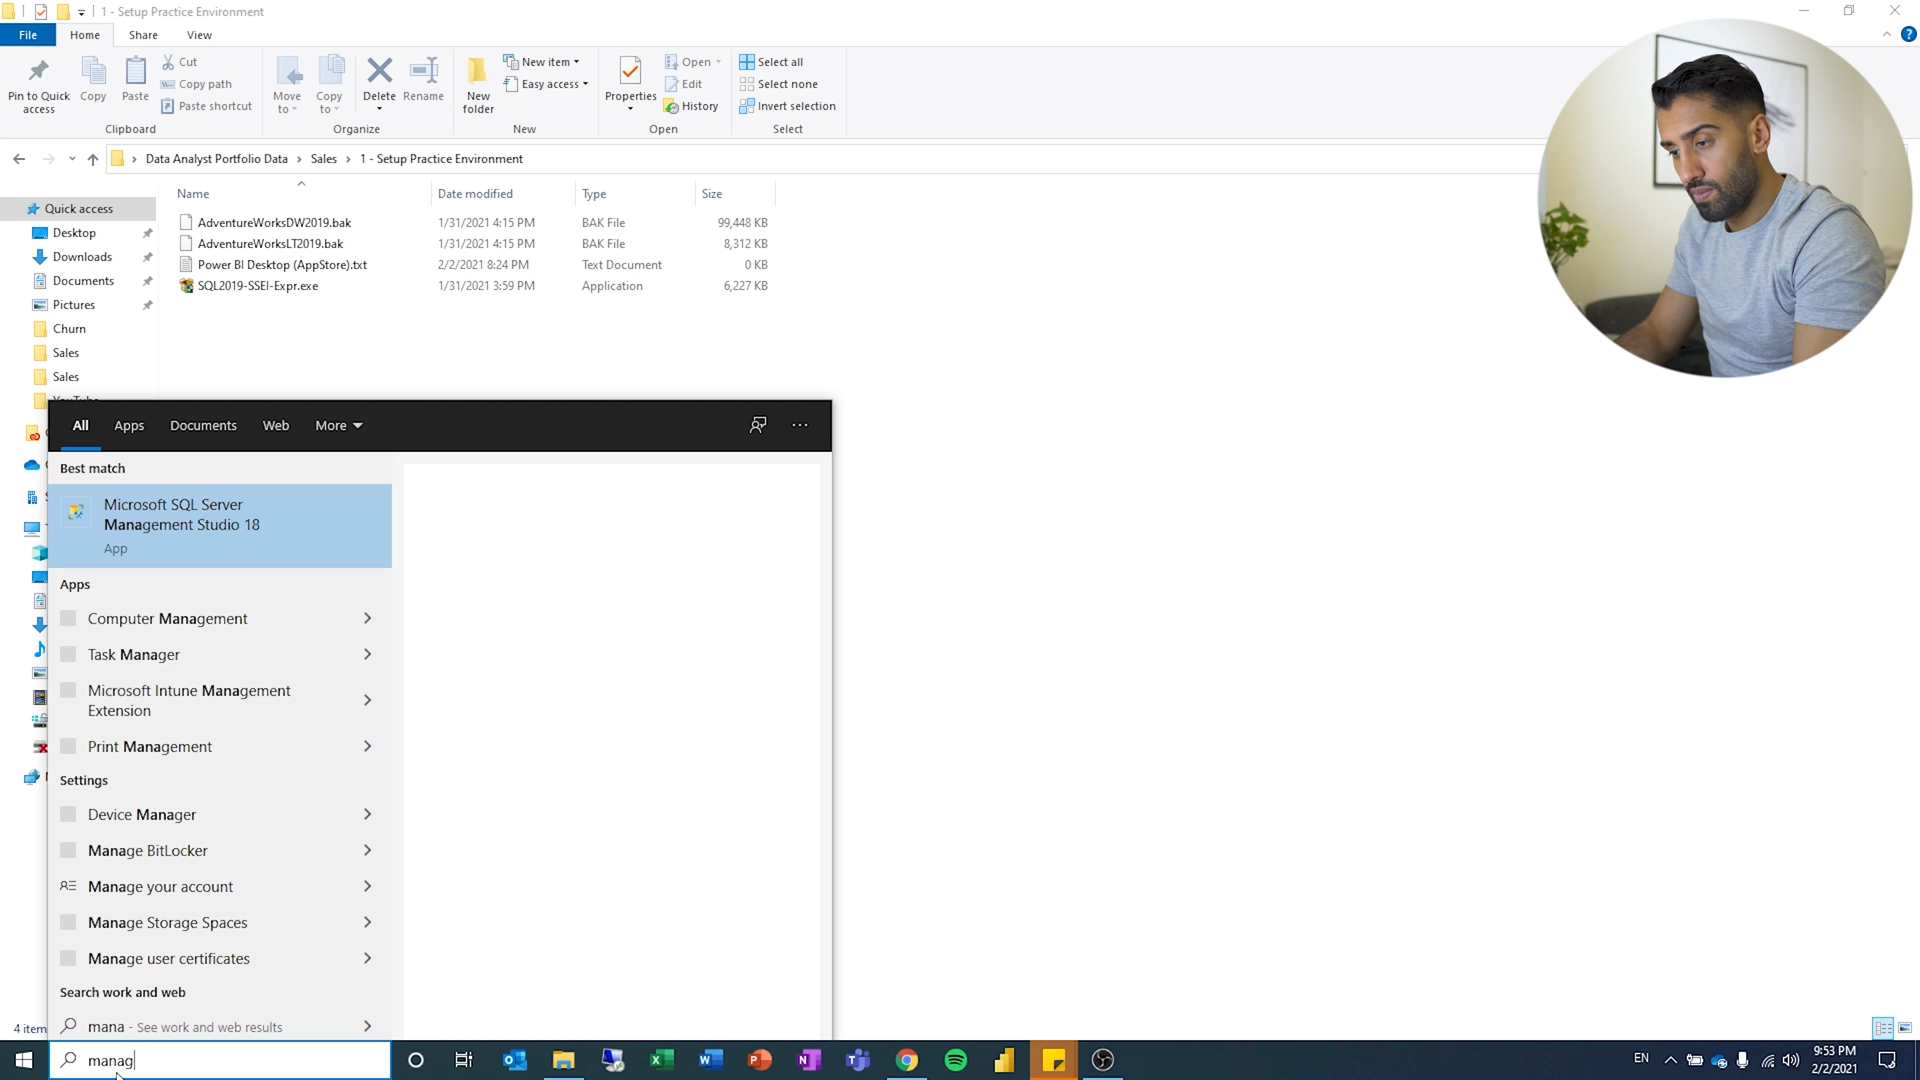 1 - Setup Practice Environment
File
Home
Share
View
Pin to Quick
access
Copy
Paste
Cut
Copy path
Paste shortcut
Clipboard
Move
to
Copy
to
Delete
Rename
Organize
New
folder
New item
Easy access
New
Properties
Open
Edit
History
Open
Select all
Select none
Invert selection
Select
Data Analyst Portfolio Data > Sales > 1 - Setup Practice Environment
Name
Date modified
Type
Size
AdventureWorksDW2019.bak 1/31/2021 4:15 PM BAK File 99,448 KB
AdventureWorksLT2019.bak 1/31/2021 4:15 PM BAK File 8,312 KB
Power BI Desktop (AppStore).txt 2/2/2021 8:24 PM Text Document 0 KB
SQL2019-SSEI-Expr.exe 1/31/2021 3:59 PM Application 6,227 KB
Quick access
Desktop
Downloads
Documents
Pictures
Churn
Sales
Sales
YouTube
All Apps Documents Web More
Best match
Microsoft SQL Server
Management Studio 18
App
Apps
Computer Management
Task Manager
Microsoft Intune Management
Extension
Print Management
Settings
Device Manager
Manage BitLocker
Manage your account
Manage Storage Spaces
Manage user certificates
Search work and web
mana - See work and web results
4 item
manag
EN
9:53 PM
2/2/2021